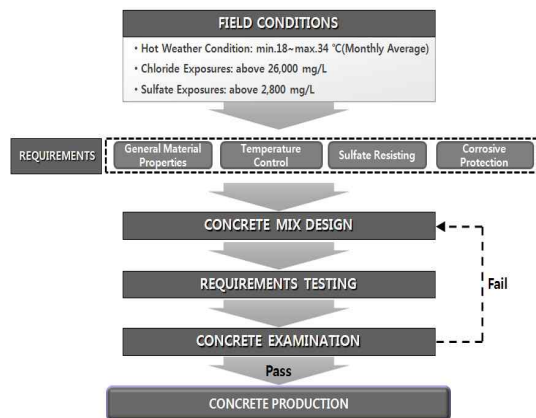 FIELD CONDITIONS
• Hot Weather Condition: min.18~max.34 ℃(Monthly Average)
• Chloride Exposures: above 26,000 mg/L
• Sulfate Exposures: above 2,800 mg/L
REQUIREMENTS
General Material
Properties
Temperature
Control
Sulfate Resisting
Corrosive
Protection
CONCRETE MIX DESIGN
REQUIREMENTS TESTING
Fail
CONCRETE EXAMINATION
Pass
CONCRETE PRODUCTION